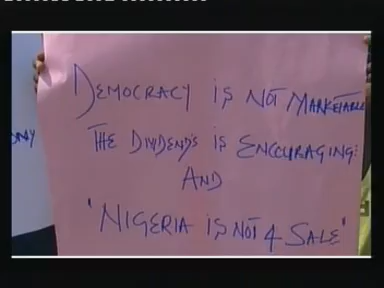 DEMOCRACY IS NOT MARKETABLE
THE DIVIDENDS IS ENCOURAGING:
AND
"NIGERIA IS NOT 4 SALE"